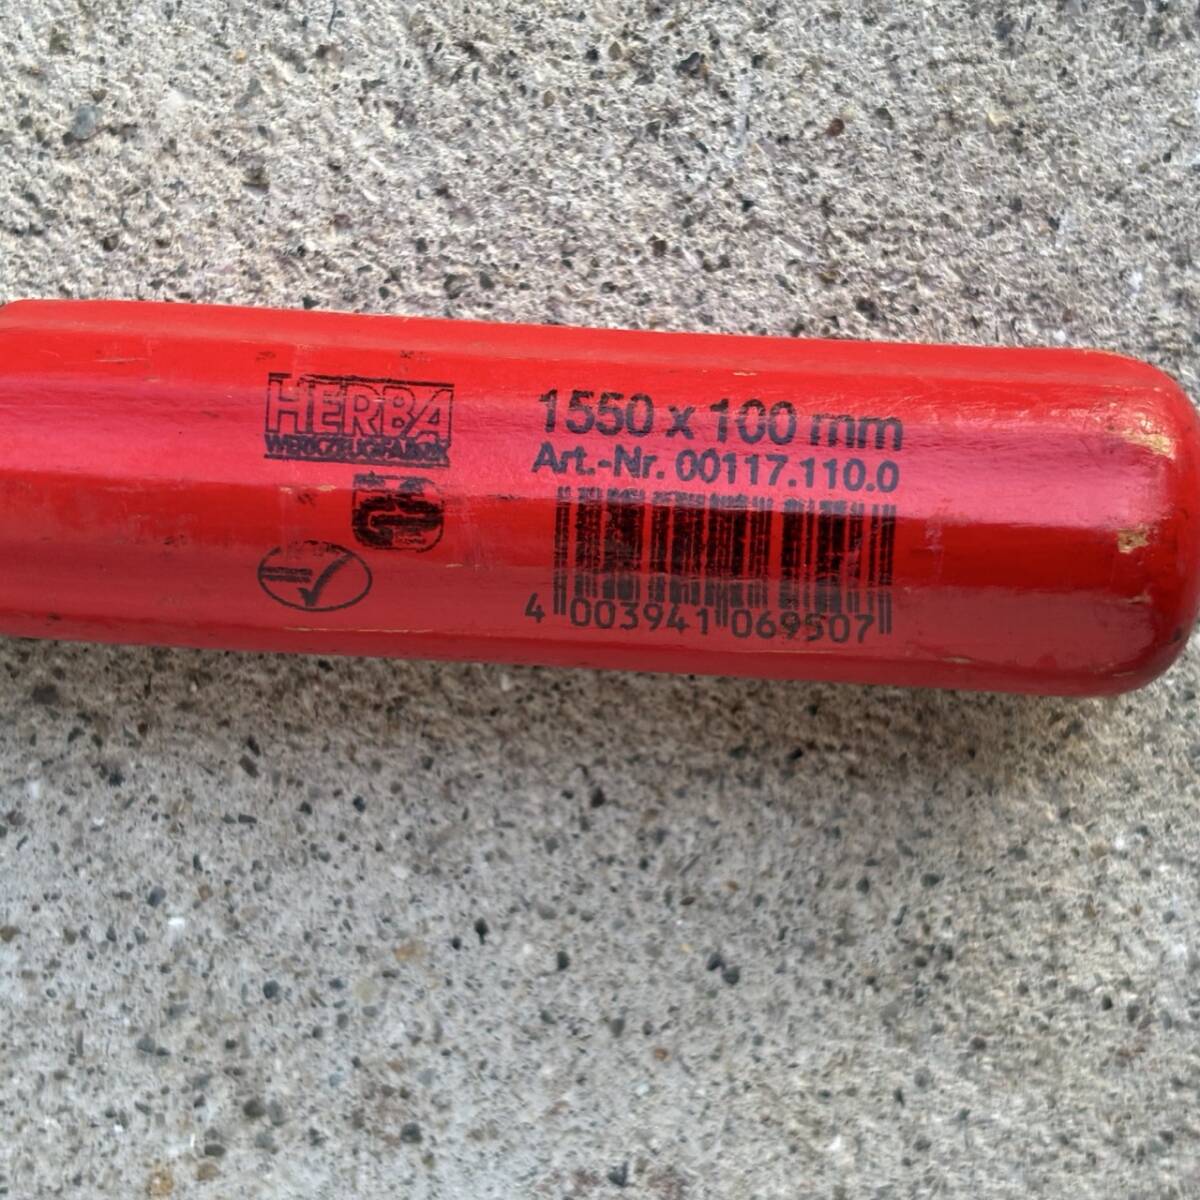 HERBA
WERKZEUGFABRIK
1550 x 100 mm
Art.-Nr. 00117.110.0
4 003941 069507